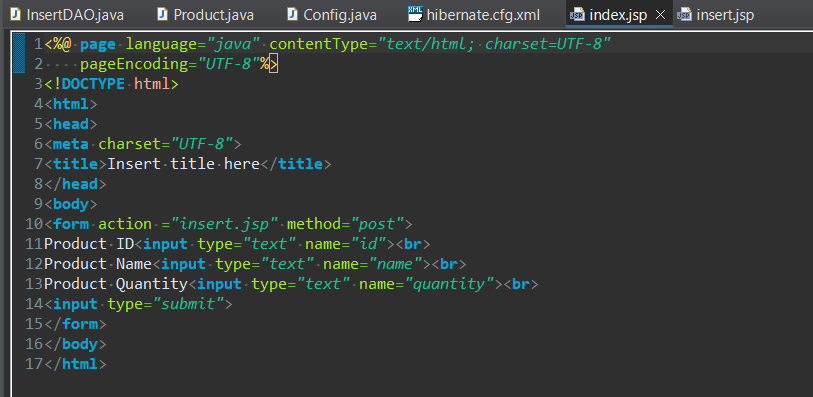 InsertDAO.java Product.java Config.java hibernate.cfg.xml index.jsp insert.jsp
1<%@ page language="java" contentType="text/html; charset=UTF-8"
2    pageEncoding="UTF-8"%>
3<!DOCTYPE html>
4<html>
5<head>
6<meta charset="UTF-8">
7<title>Insert title here</title>
8</head>
9<body>
10<form action ="insert.jsp" method="post">
11Product ID<input type="text" name="id"><br>
12Product Name<input type="text" name="name"><br>
13Product Quantity<input type="text" name="quantity"><br>
14<input type="submit">
15</form>
16</body>
17</html>